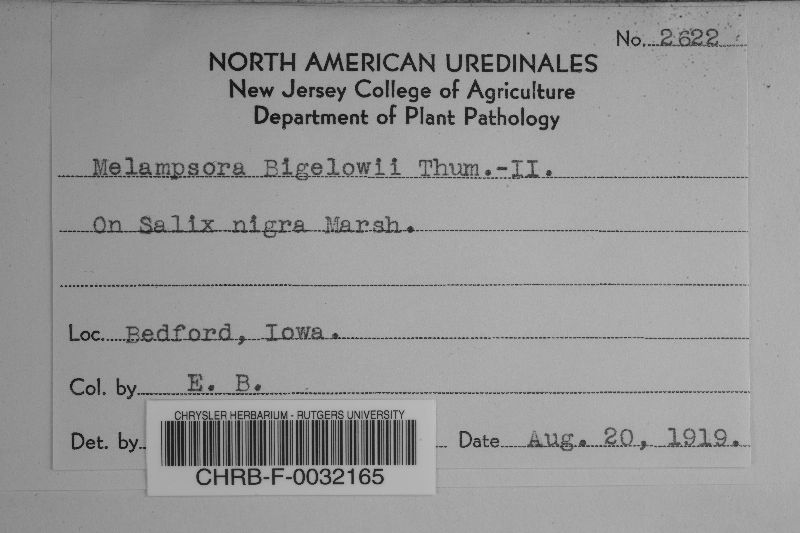 No. 2622
NORTH AMERICAN UREDINALES
New Jersey College of Agriculture
Department of Plant Pathology
Melampsora Bigelowii Thum.-II.
On Salix nigra Marsh.
Loc. Bedford, Iowa.
Col. by E. B.
CHRYSLER HERBARIUM - RUTGERS UNIVERSITY
Det. by
Date Aug. 20, 1919.
CHRB-F-0032165